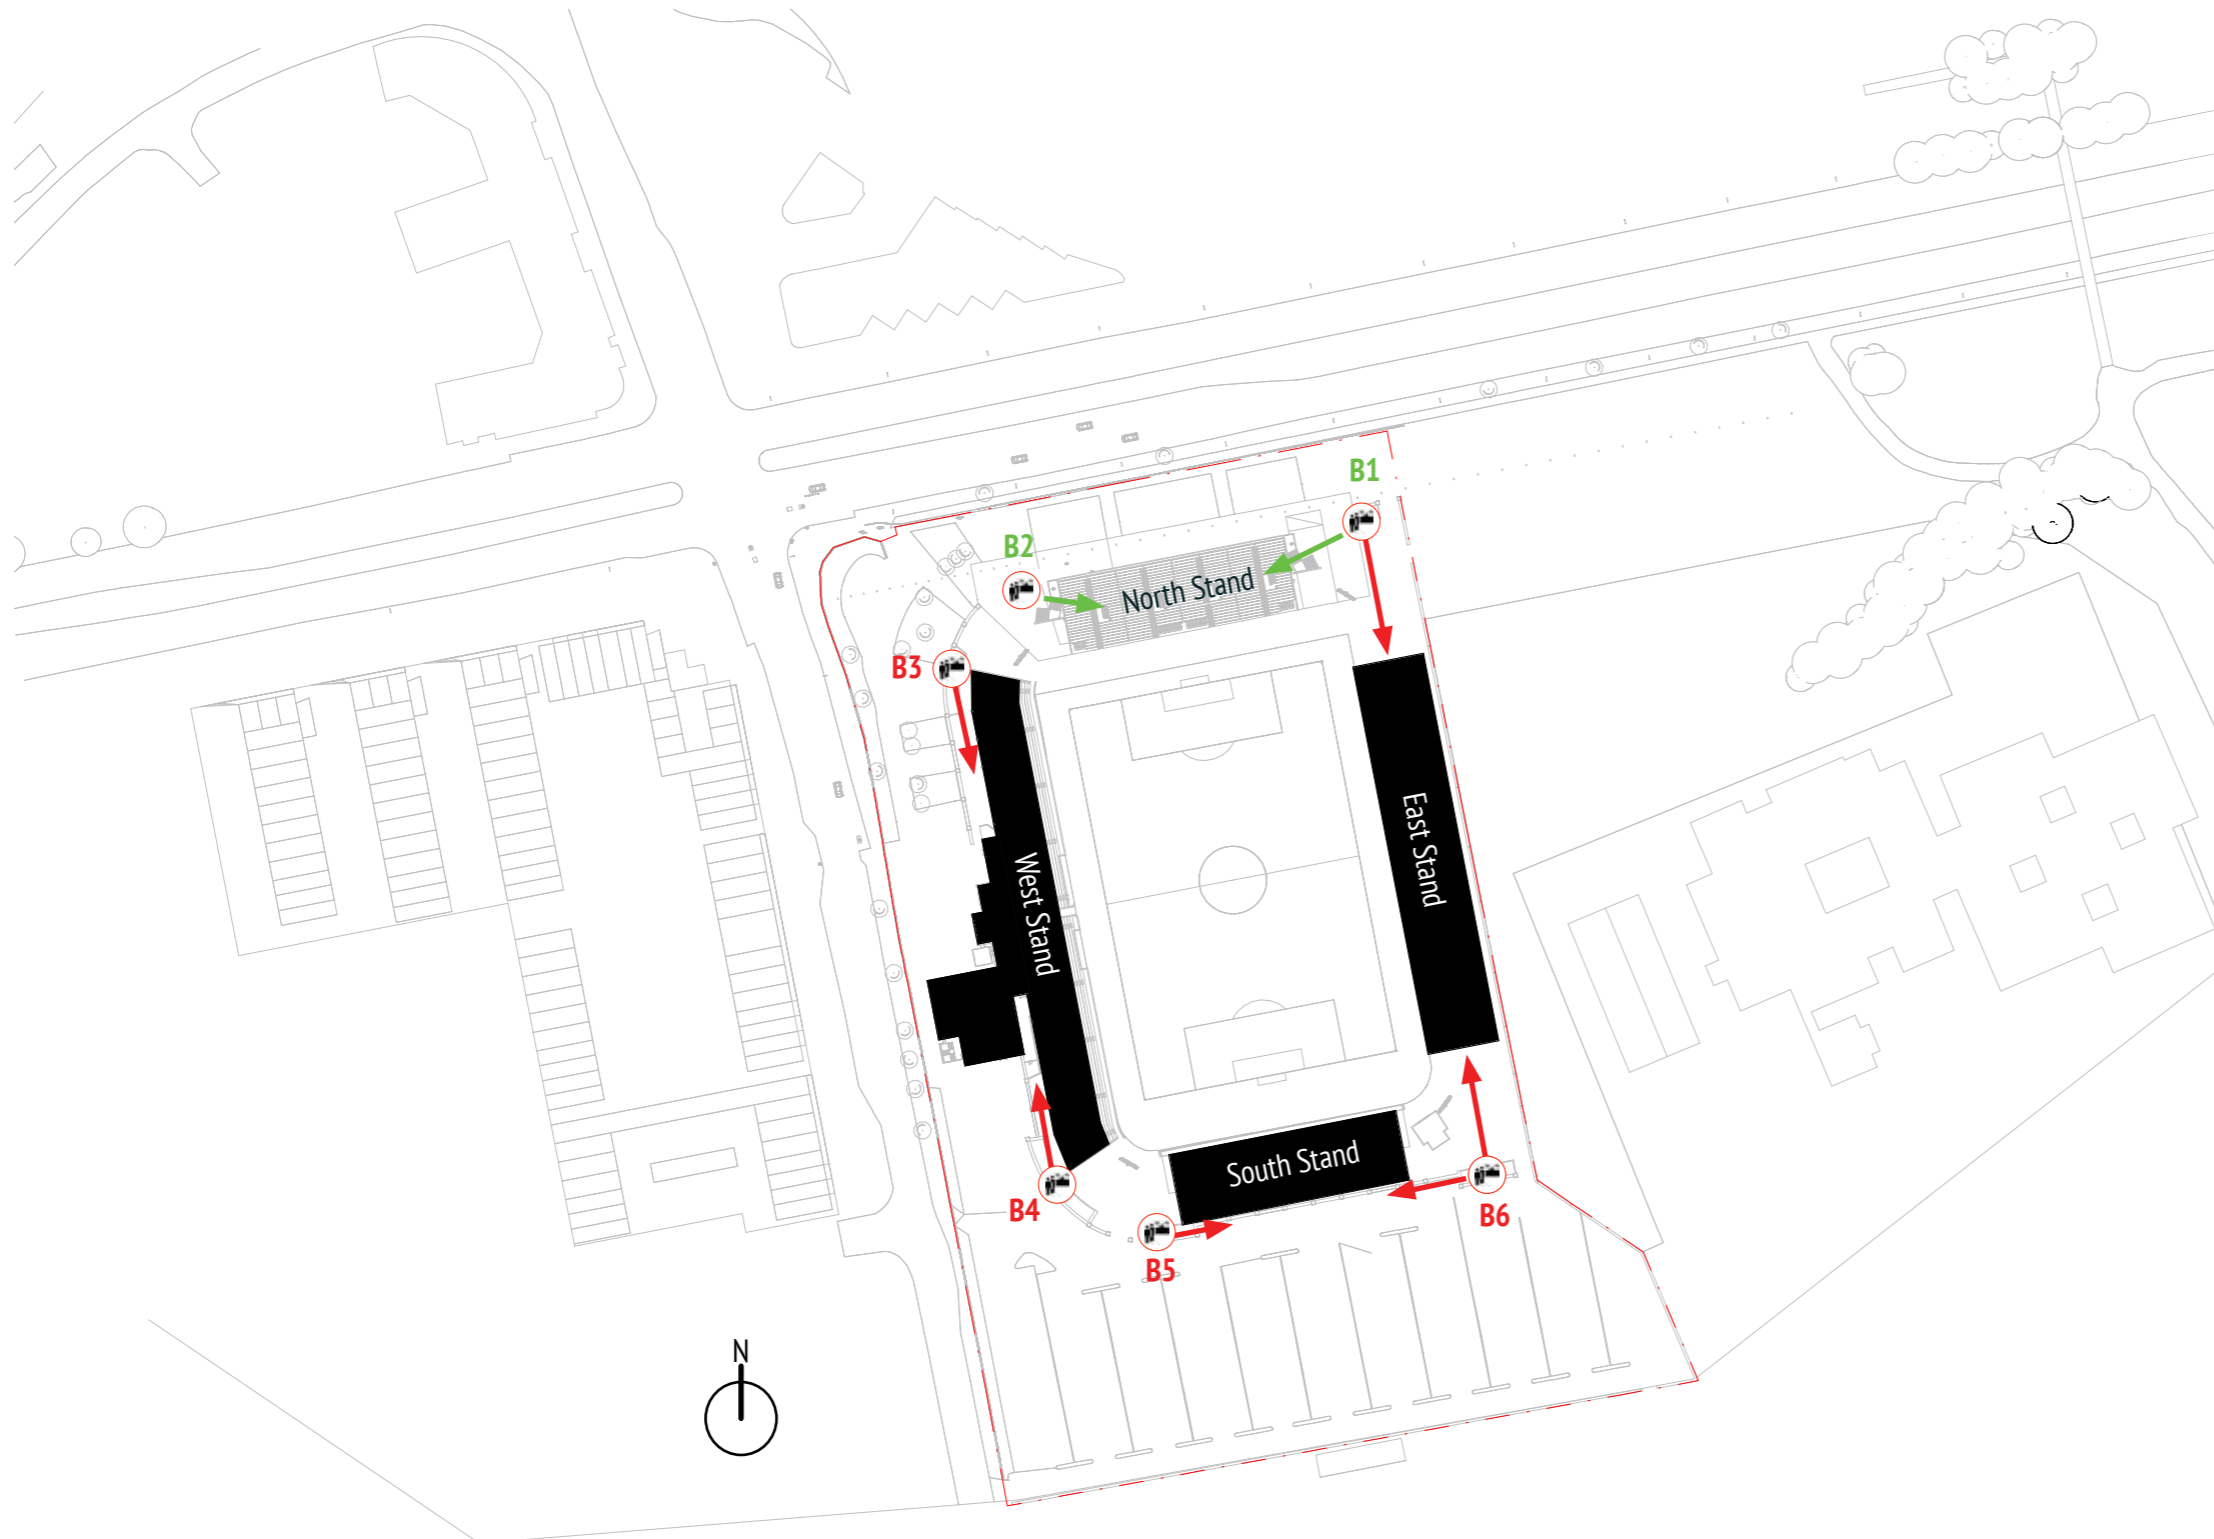 B1
B2
North Stand
B3
East Stand
West Stand
South Stand
B4
B6
B5
N